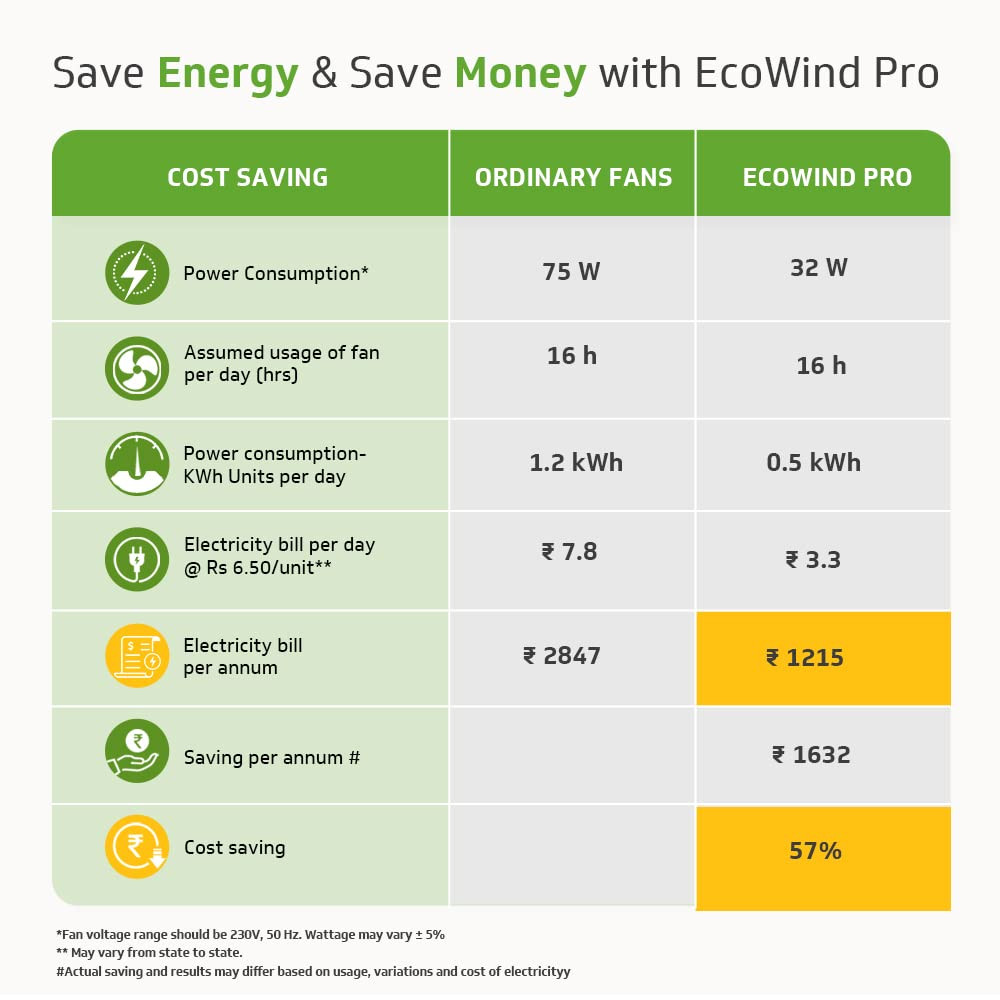 Save Energy & Save Money with EcoWind Pro
COST SAVING ORDINARY FANS ECOWIND PRO
Power Consumption* 75 W 32 W
Assumed usage of fan
per day (hrs) 16 h 16 h
Power consumption-
KWh Units per day 1.2 kWh 0.5 kWh
Electricity bill per day
@ Rs 6.50/unit** ₹ 7.8 ₹ 3.3
Electricity bill
per annum ₹ 2847 ₹ 1215
Saving per annum # ₹ 1632
Cost saving 57%
*Fan voltage range should be 230V, 50 Hz. Wattage may vary ± 5%
** May vary from state to state.
#Actual saving and results may differ based on usage, variations and cost of electricityy